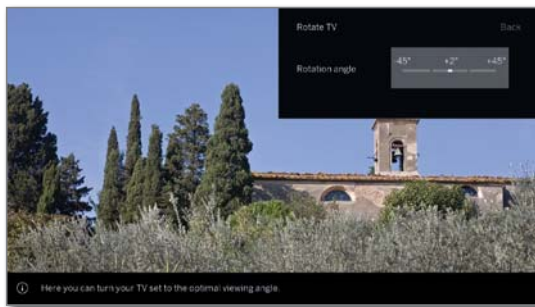 Rotate TV Back
-45° +2° +45°
Rotation angle
Here you can turn your TV set to the optimal viewing angle.